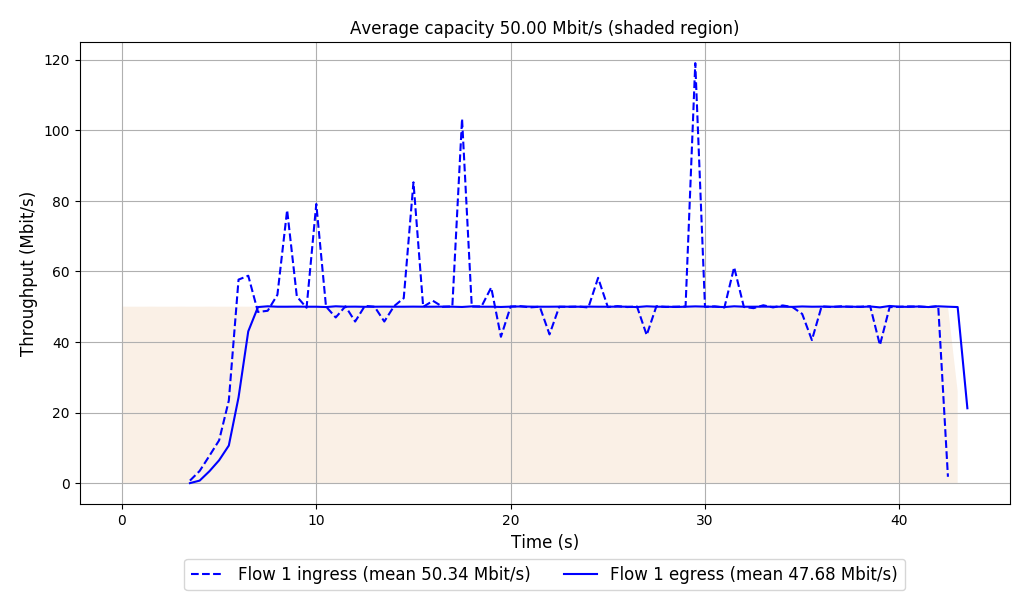 Average capacity 50.00 Mbit/s (shaded region)
Throughput (Mbit/s)
120
100
80
60
40
20
0
0 10 20 30 40
Time (s)
Flow 1 ingress (mean 50.34 Mbit/s) Flow 1 egress (mean 47.68 Mbit/s)